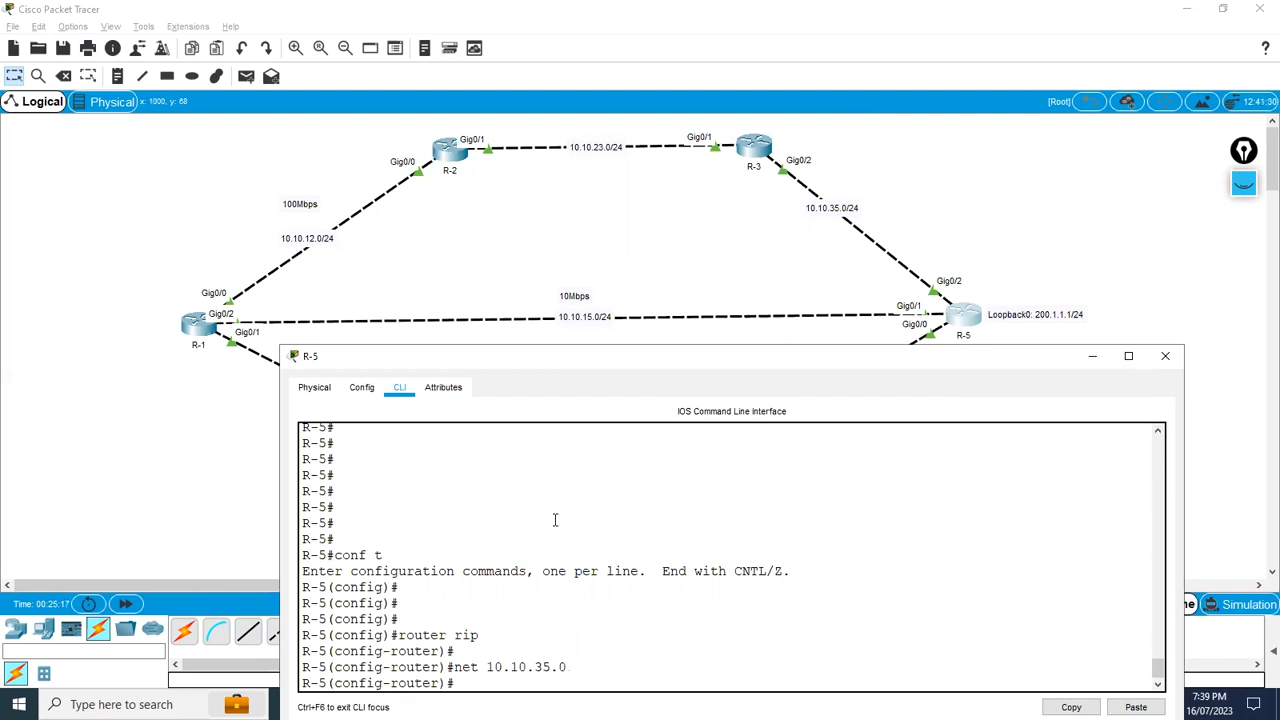 Cisco Packet Tracer
File Edit Options View Tools Extensions Help
?
Logical Physical x: 1000, y: 68 [Root] 12:41:30
Gig0/1 10.10.23.0/24 Gig0/1
Gig0/0 Gig0/2
R-2 R-3
100Mbps 10.10.35.0/24
10.10.12.0/24
Gig0/2
Gig0/0 10Mbps
Gig0/2 10.10.15.0/24 Gig0/1 Loopback0: 200.1.1.1/24
Gig0/1 Gig0/0
R-1 R-5
R-5
Physical Config CLI Attributes
IOS Command Line Interface
R-5#
R-5#
R-5#
R-5#
R-5#
R-5#
R-5#
R-5#
R-5#conf t
Enter configuration commands, one per line. End with CNTL/Z.
R-5(config)#
R-5(config)#
R-5(config)#
R-5(config)#router rip
R-5(config-router)#
R-5(config-router)#net 10.10.35.0
R-5(config-router)#
Ctrl+F6 to exit CLI focus
Copy Paste
Time: 00:25:17
Simulation
Type here to search
7:39 PM
16/07/2023